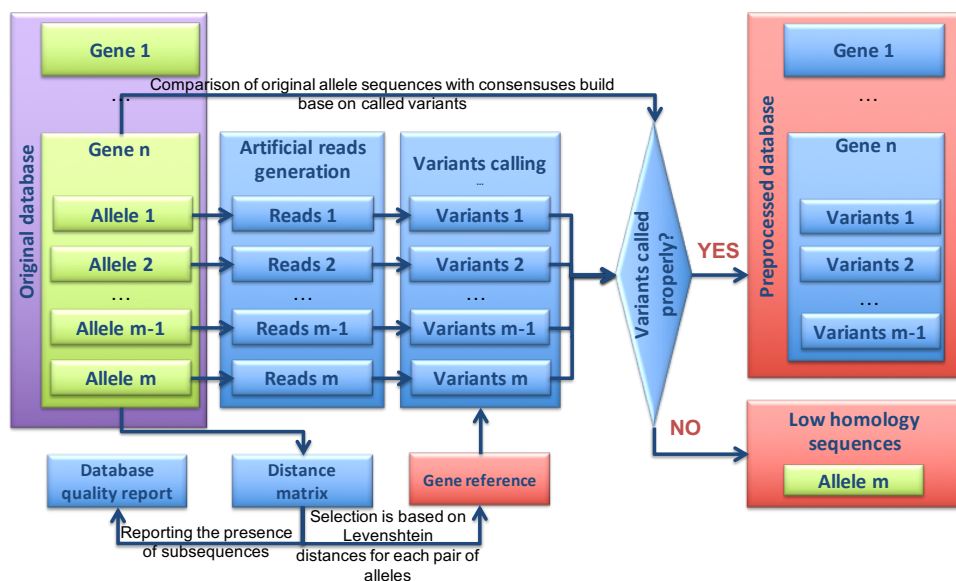 Original database
Gene 1
...
Gene n
Allele 1
Allele 2
...
Allele m-1
Allele m
Comparison of original allele sequences with consensuses build
base on called variants
Artificial reads
generation
Reads 1
Reads 2
...
Reads m-1
Reads m
Variants calling
...
Variants 1
Variants 2
...
Variants m-1
Variants m
Variants called
properly?
YES
NO
Preprocessed database
Gene 1
...
Gene n
Variants 1
Variants 2
...
Variants m-1
Low homology
sequences
Allele m
Database
quality report
Distance
matrix
Gene reference
Reporting the presence
of subsequences
Selection is based on
Levenshtein
distances for each pair of
alleles